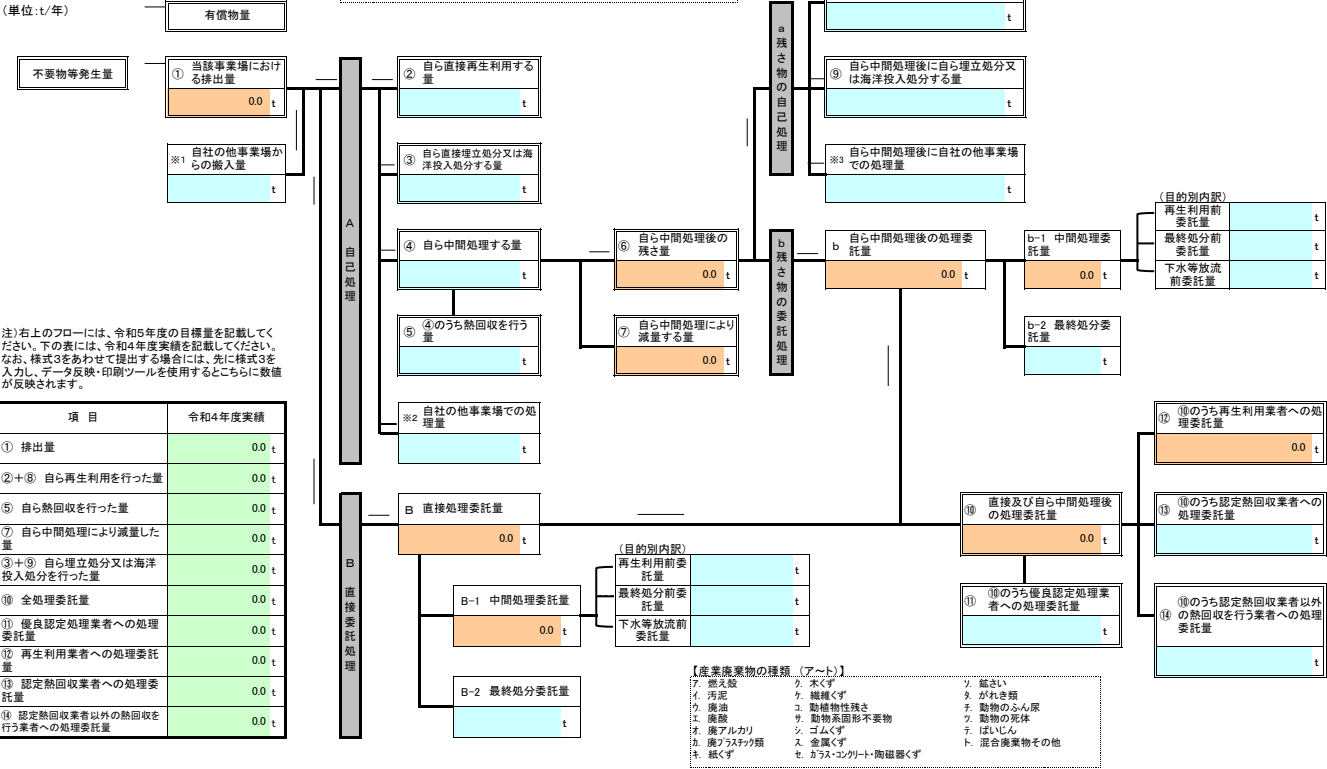 (単位:t/年)
有償物量
t
不要物等発生量
① 当該事業場におけ
る排出量
0.0 t
※1 自社の他事業場か
らの搬入量
t
A 自己処理
② 自ら直接再生利用する
量
t
③ 自ら直接埋立処分又は海
洋投入処分する量
t
④ 自ら中間処理する量
t
⑤ ④のうち熱回収を行う
量
t
※2 自社の他事業場での処
理量
t
⑥ 自ら中間処理後の
残さ量
0.0 t
⑦ 自ら中間処理により
減量する量
0.0 t
a 残さ物の自己処理
⑨ 自ら中間処理後に自ら埋立処分又
は海洋投入処分する量
t
※3 自ら中間処理後に自社の他事業場
での処理量
t
b 残さ物の委託処理
b 自ら中間処理後の処理委
託量
0.0 t
b-1 中間処理委
託量
0.0 t
b-2 最終処分委
託量
t
(目的別内訳)
再生利用前
委託量 t
最終処分前
委託量 t
下水等放流
前委託量 t
注)右上のフローには、令和5年度の目標量を記載してく
ださい。下の表には、令和4年度実績を記載してください。
なお、様式3をあわせて提出する場合には、先に様式3を
入力し、データ反映・印刷ツールを使用するとこちらに数値
が反映されます。
項 目 令和4年度実績
① 排出量 0.0 t
②+⑧ 自ら再生利用を行った量 0.0 t
⑤ 自ら熱回収を行った量 0.0 t
⑦ 自ら中間処理により減量した
量 0.0 t
③+⑨ 自ら埋立処分又は海洋
投入処分を行った量 0.0 t
⑩ 全処理委託量 0.0 t
⑪ 優良認定処理業者への処理
委託量 0.0 t
⑫ 再生利用業者への処理委託
量 0.0 t
⑬ 認定熱回収業者への処理委
託量 0.0 t
⑭ 認定熱回収業者以外の熱回収を
行う業者への処理委託量 0.0 t
B 直接委託処理
B 直接処理委託量
0.0 t
B-1 中間処理委託量
0.0 t
B-2 最終処分委託量
t
(目的別内訳)
再生利用前委
託量 t
最終処分前委
託量 t
下水等放流前
委託量 t
⑩ 直接及び自ら中間処理後
の処理委託量
0.0 t
⑪ ⑩のうち優良認定処理業
者への処理委託量
t
⑫ ⑩のうち再生利用業者への処
理委託量
0.0 t
⑬ ⑩のうち認定熱回収業者への
処理委託量
t
⑭ ⑩のうち認定熱回収業者以外
の熱回収を行う業者への処理
委託量
t
【産業廃棄物の種類 (ア~ト)】
ア. 燃え殻 ク. 木くず ソ. 鉱さい
イ. 汚泥 ケ. 繊維くず タ. がれき類
ウ. 廃油 コ. 動植物性残さ チ. 動物のふん尿
エ. 廃酸 サ. 動物系固形不要物 ツ. 動物の死体
オ. 廃アルカリ シ. ゴムくず テ. ばいじん
カ. 廃プラスチック類 ス. 金属くず ト. 混合廃棄物その他
キ. 紙くず セ. ガラス・コンクリート・陶磁器くず